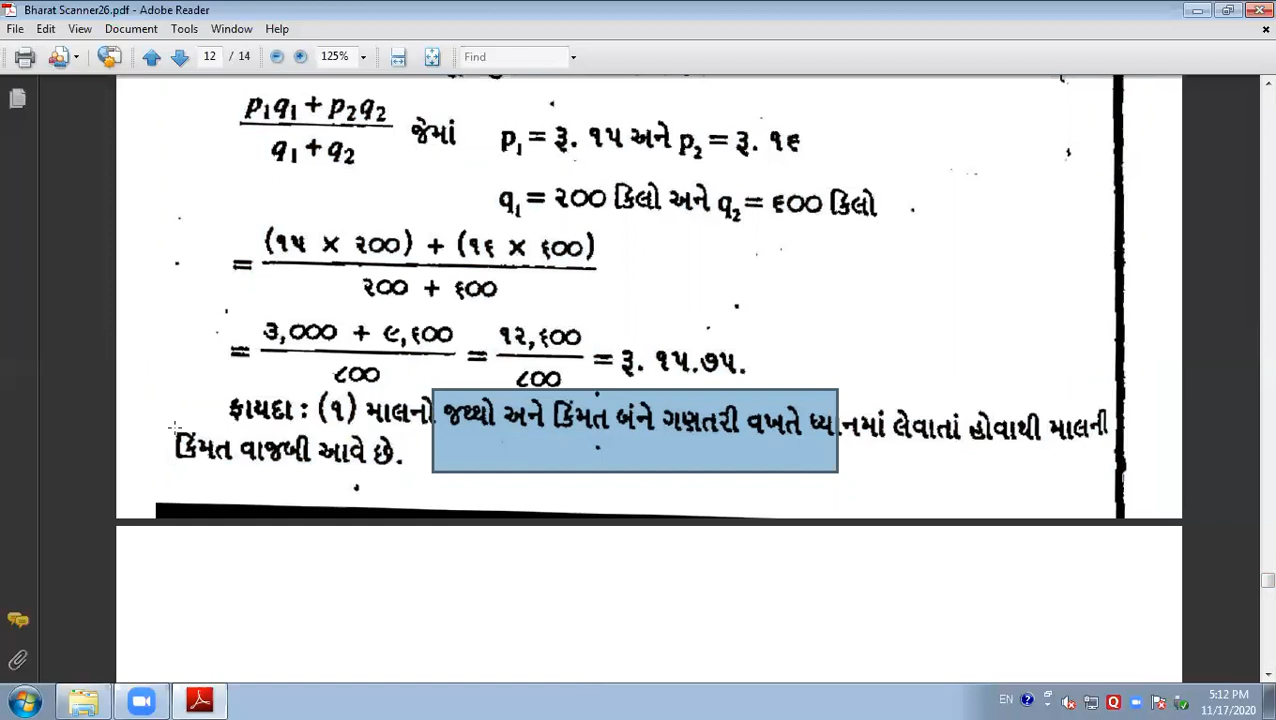 Bharat Scanner26.pdf - Adobe Reader
File Edit View Document Tools Window Help
12 / 14 125% Find
p₁q₁ + p₂q₂
q₁ + q₂
જેમાં p₁ = રૂ. ૧૫ અને p₂ = રૂ. ૧૬
q₁ = ૨૦૦ કિલો અને q₂ = ૬૦૦ કિલો
= (૧૫ × ૨૦૦) + (૧૬ × ૬૦૦)
૨૦૦ + ૬૦૦
= ૩,૦૦૦ + ૯,૬૦૦ = ૧૨,૬૦૦ = રૂ. ૧૫.૭૫.
૮૦૦ ૮૦૦
ફાયદા : (૧) માલનો જથ્થો અને કિંમત બંને ગણતરી વખતે ધ્યાનમાં લેવાતાં હોવાથી માલની
કિંમત વાજબી આવે છે.
EN
5:12 PM
11/17/2020